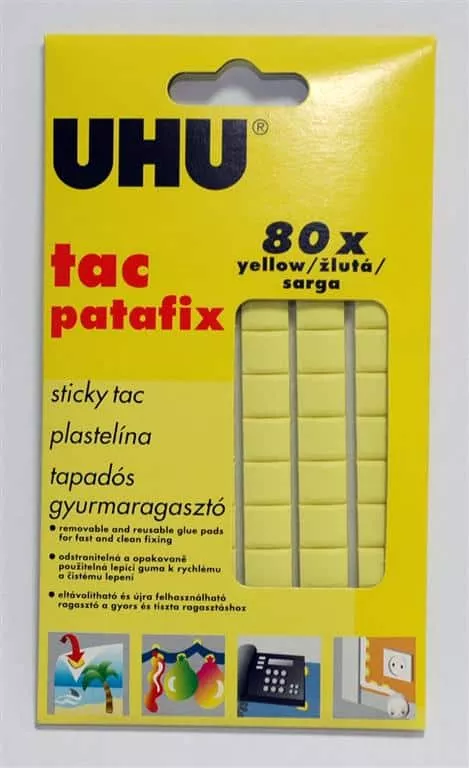 UHU®
80 x
yellow/žlutá/
sarga
tac
patafix
sticky tac
plastelína
tapadós
gyurmaragasztó
• removable and reusable glue pads
for fast and clean fixing
• odstranitelná a opakovaně
použitelná lepicí guma k rychlému
a čistému lepení
• eltávolítható és újra felhasználható
ragasztó a gyors és tiszta ragasztáshoz